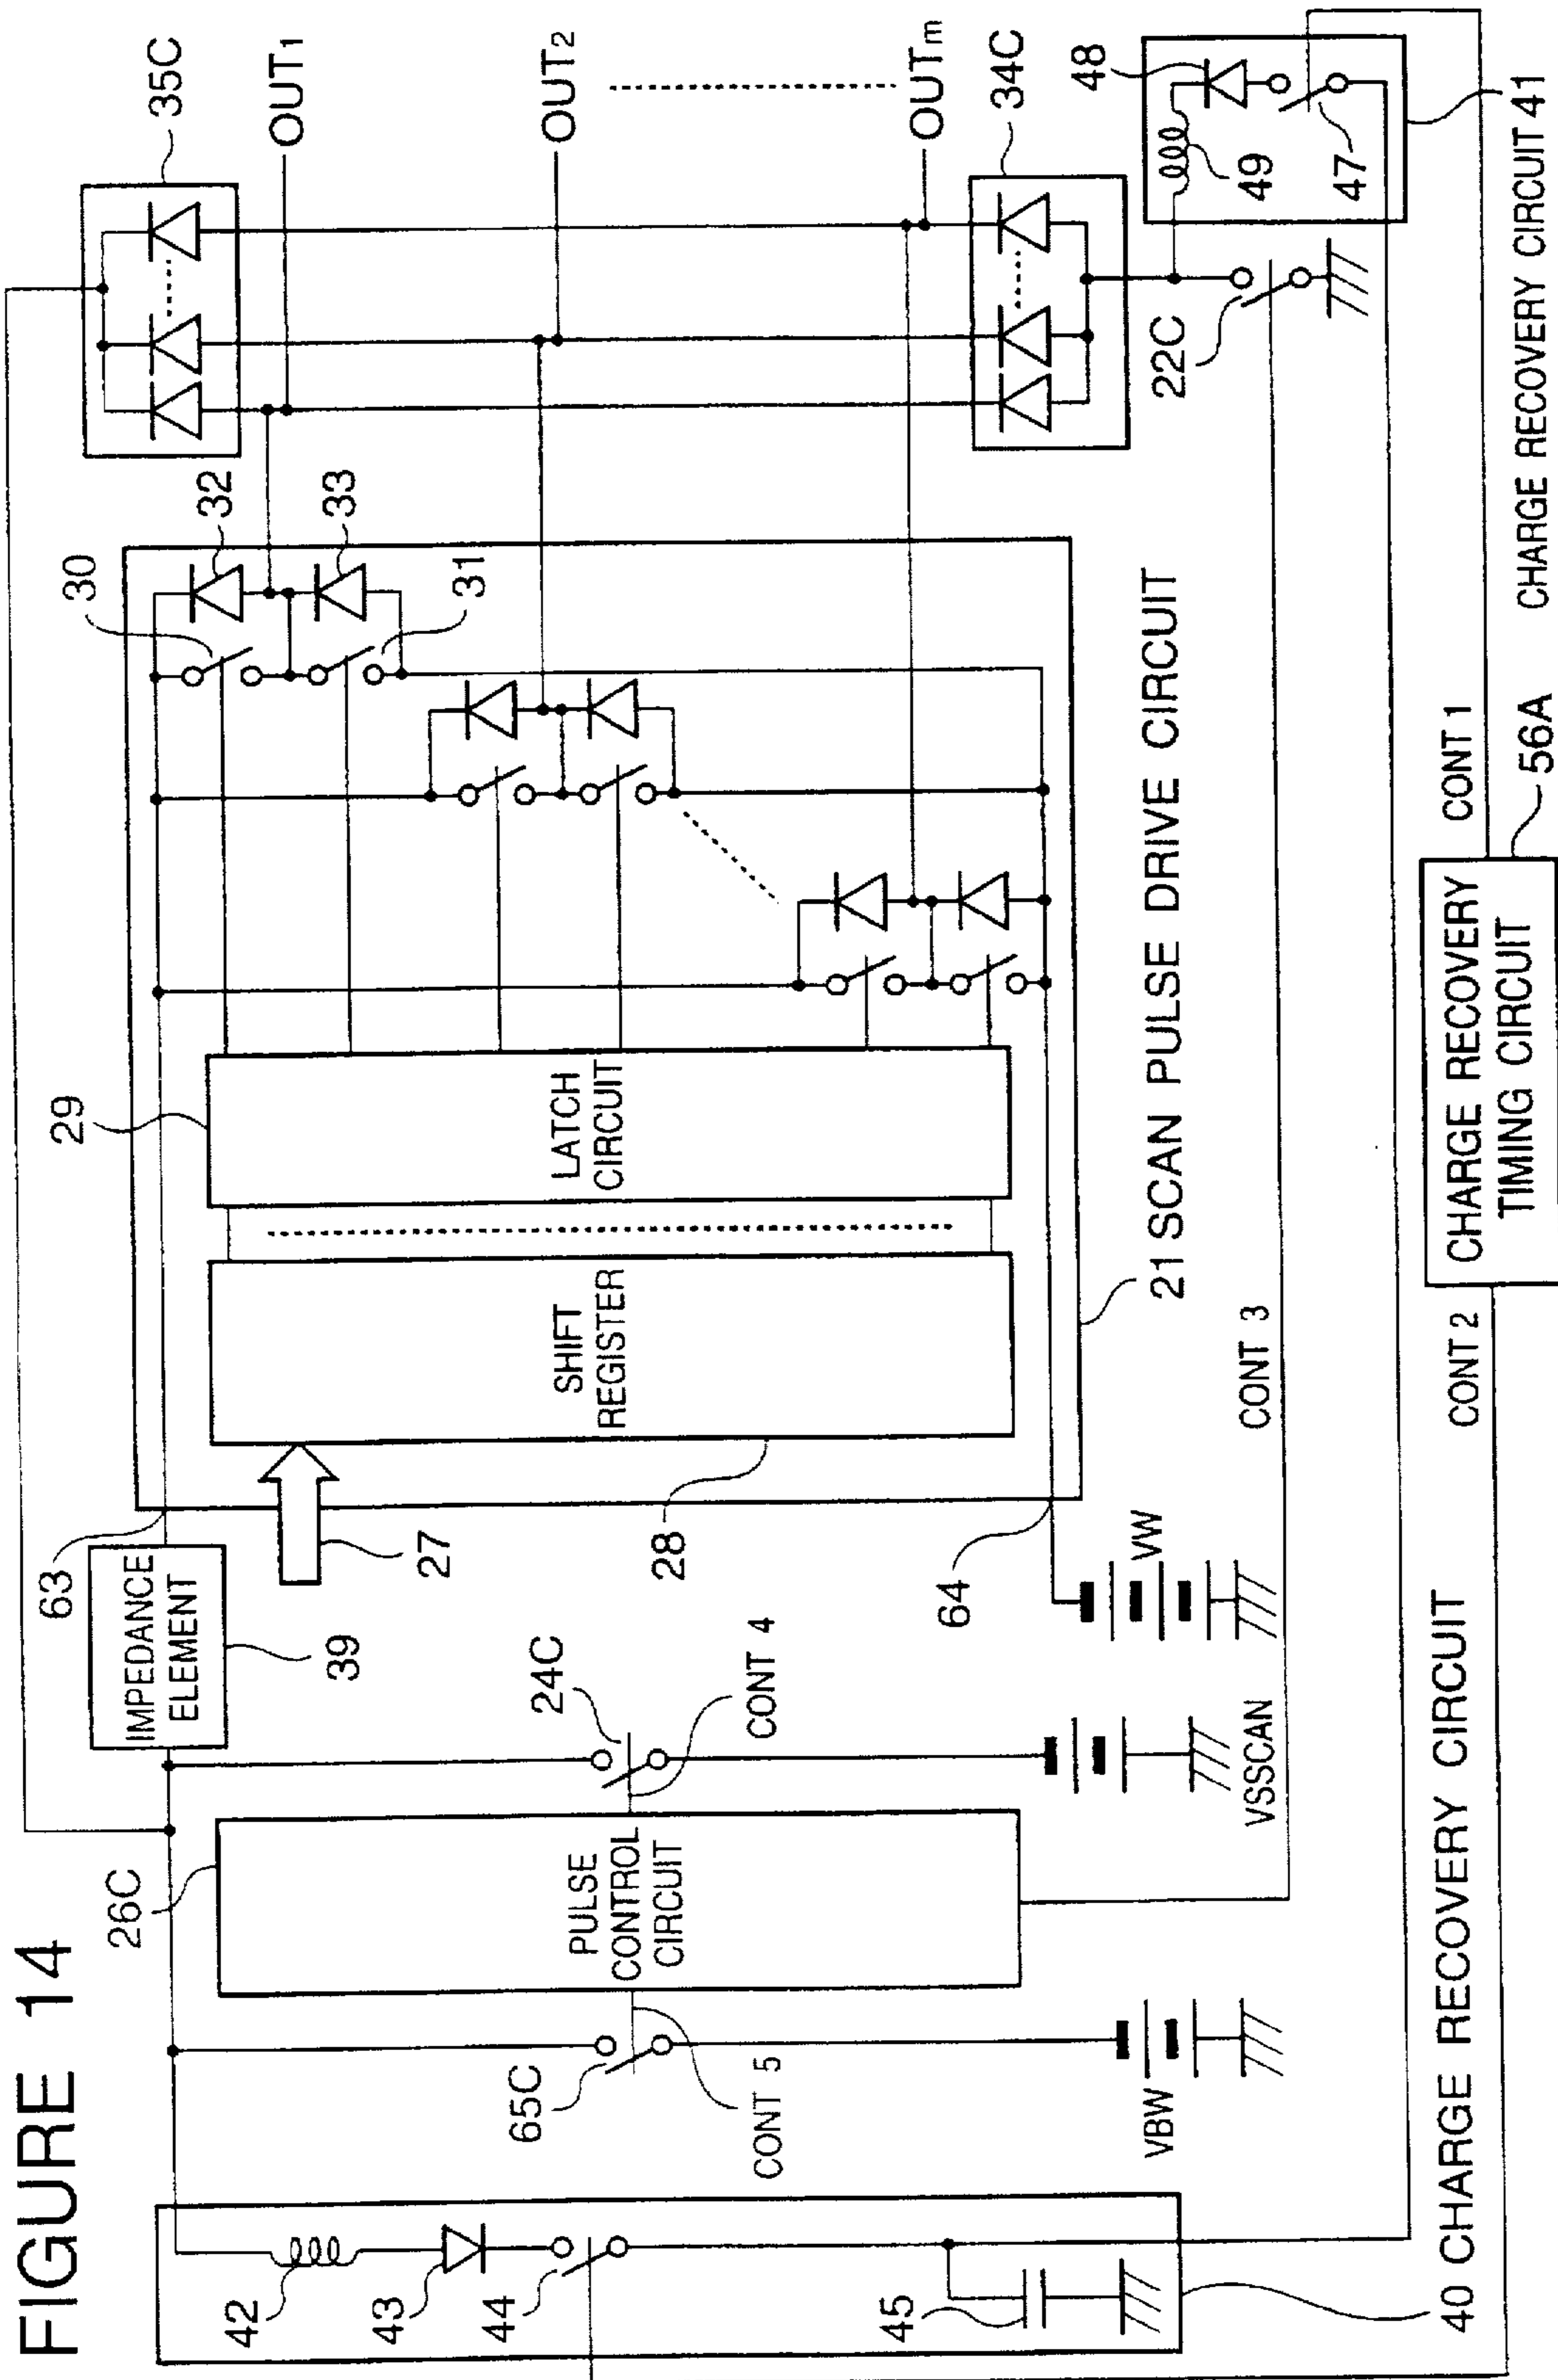 FIGURE 14
35C
OUT1
OUT2
OUTm
34C
48
49
47
22C
CHARGE RECOVERY CIRCUIT 41
30
32
33
31
29
LATCH
CIRCUIT
SHIFT
REGISTER
28
27
21 SCAN PULSE DRIVE CIRCUIT
63
IMPEDANCE
ELEMENT
39
64
VW
24C
CONT 4
VSSCAN
CONT 3
26C
PULSE
CONTROL
CIRCUIT
65C
CONT 5
VBW
42
43
44
45
40 CHARGE RECOVERY CIRCUIT
CONT 2
CONT 1
CHARGE RECOVERY
TIMING CIRCUIT
56A